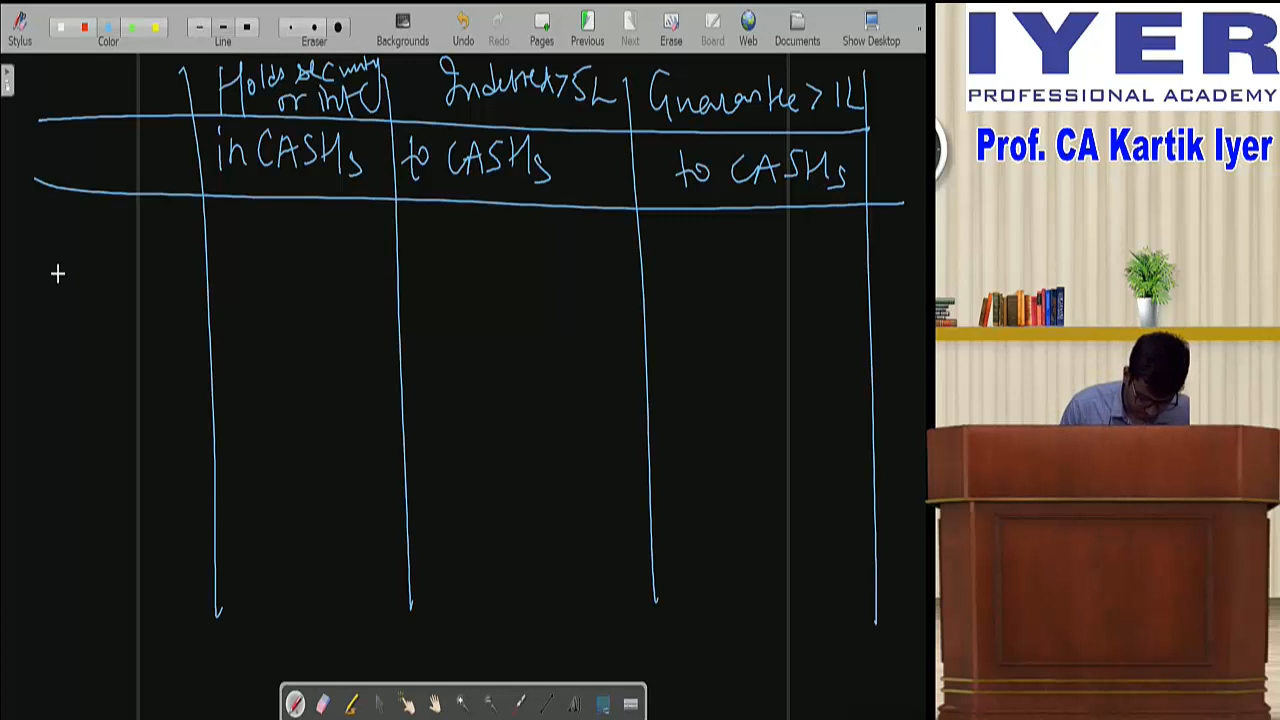 Stylus
Color
Line
Eraser
Backgrounds
Undo
Redo
Pages
Previous
Next
Erase
Board
Web
Documents
Show Desktop
Holds security
or intt
Indebted > 5L
Guarantee > 1L
in CASHs
to CASHs
to CASHs
IYER
PROFESSIONAL ACADEMY
Prof. CA Kartik Iyer